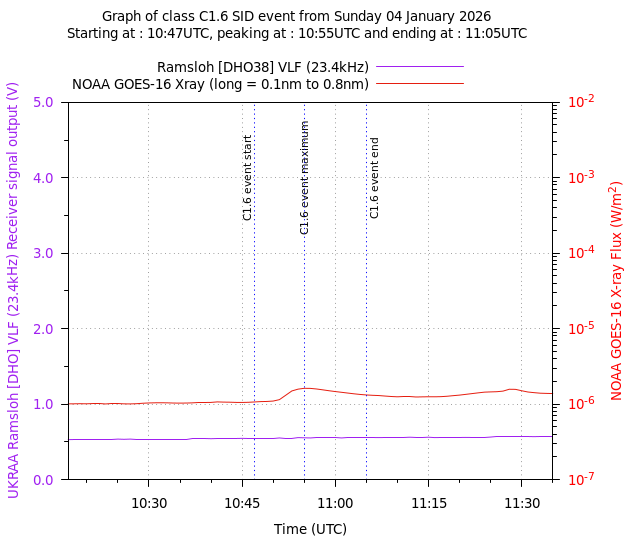 Graph of class C1.6 SID event from Sunday 04 January 2026
Starting at : 10:47UTC, peaking at : 10:55UTC and ending at : 11:05UTC
Ramsloh [DHO38] VLF (23.4kHz)
NOAA GOES-16 Xray (long = 0.1nm to 0.8nm)
UKRAA Ramsloh [DHO] VLF (23.4kHz) Receiver signal output (V)
5.0
4.0
3.0
2.0
1.0
0.0
C1.6 event start
C1.6 event maximum
C1.6 event end
10^-2
10^-3
10^-4
10^-5
10^-6
10^-7
NOAA GOES-16 X-ray Flux (W/m²)
10:30 10:45 11:00 11:15 11:30
Time (UTC)